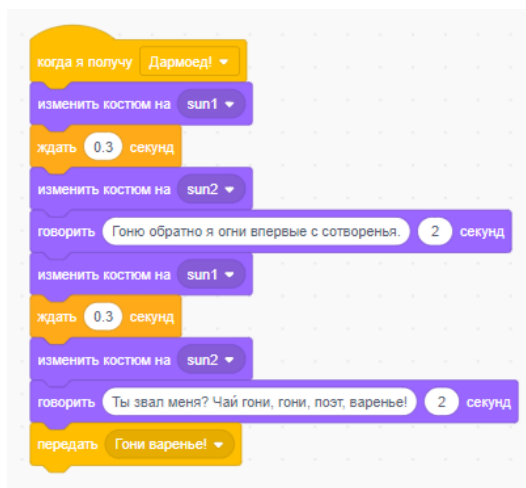 когда я получу Дармоед!
изменить костюм на sun1
ждать 0.3 секунд
изменить костюм на sun2
говорить Гоню обратно я огни впервые с сотворенья. 2 секунд
изменить костюм на sun1
ждать 0.3 секунд
изменить костюм на sun2
говорить Ты звал меня? Чай гони, гони, поэт, варенье! 2 секунд
передать Гони варенье!